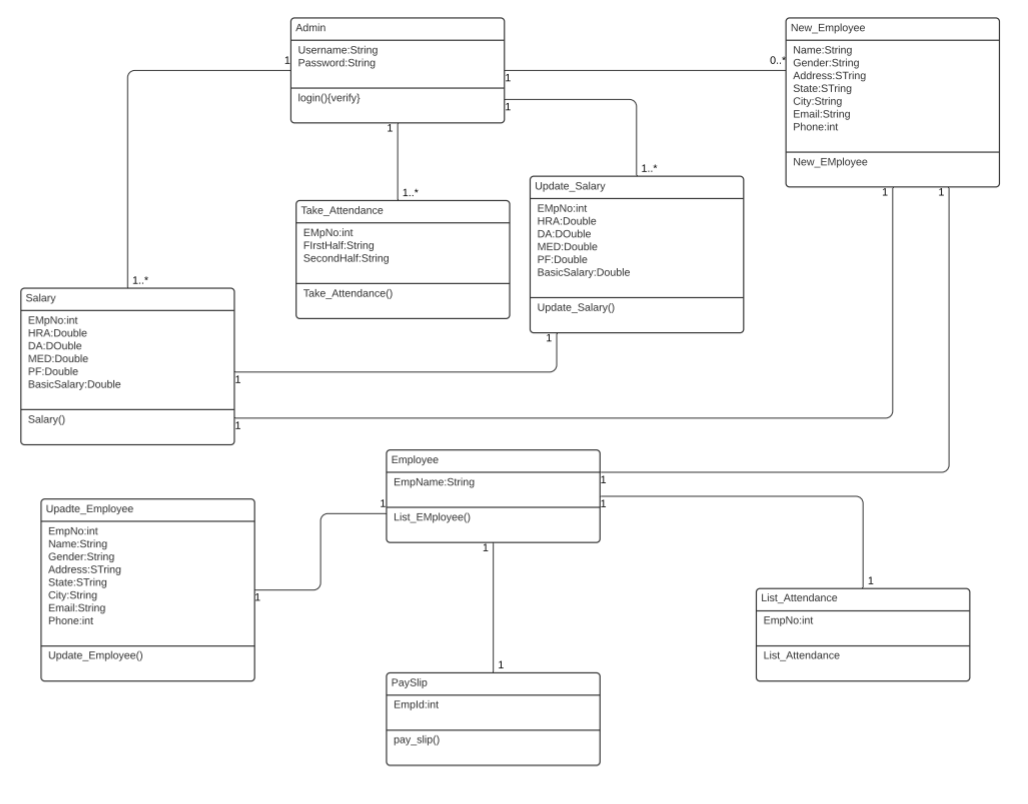 Admin
Username:String
Password:String
login(){verify}
1
1
1
1
0..*
New_Employee
Name:String
Gender:String
Address:STring
State:STring
City:String
Email:String
Phone:int
New_EMployee
1
1
1..*
1..*
Take_Attendance
EMpNo:int
FIrstHalf:String
SecondHalf:String
Take_Attendance()
Update_Salary
EMpNo:int
HRA:Double
DA:DOuble
MED:Double
PF:Double
BasicSalary:Double
Update_Salary()
1
1..*
Salary
EMpNo:int
HRA:Double
DA:DOuble
MED:Double
PF:Double
BasicSalary:Double
Salary()
1
1
Employee
EmpName:String
List_EMployee()
1
1
1
1
Upadte_Employee
EmpNo:int
Name:String
Gender:String
Address:STring
State:STring
City:String
Email:String
Phone:int
Update_Employee()
1
1
List_Attendance
EmpNo:int
List_Attendance
1
PaySlip
EmpId:int
pay_slip()